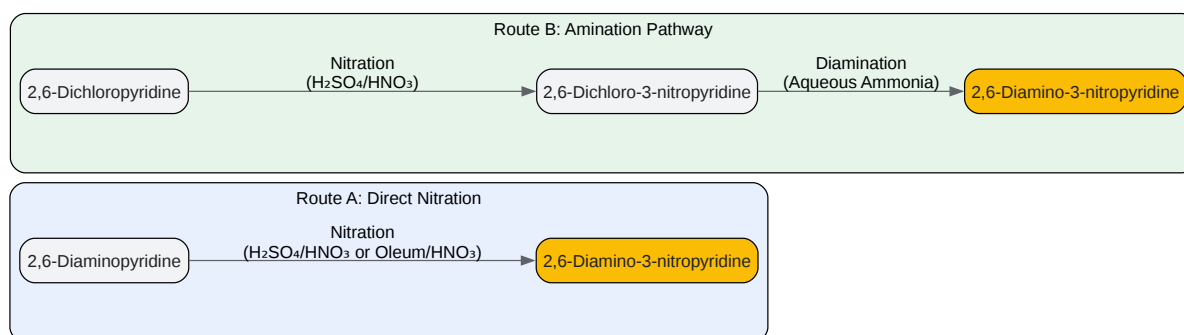 Route B: Amination Pathway
2,6-Dichloropyridine
Nitration
(H₂SO₄/HNO₃)
2,6-Dichloro-3-nitropyridine
Diamination
(Aqueous Ammonia)
2,6-Diamino-3-nitropyridine
Route A: Direct Nitration
2,6-Diaminopyridine
Nitration
(H₂SO₄/HNO₃ or Oleum/HNO₃)
2,6-Diamino-3-nitropyridine